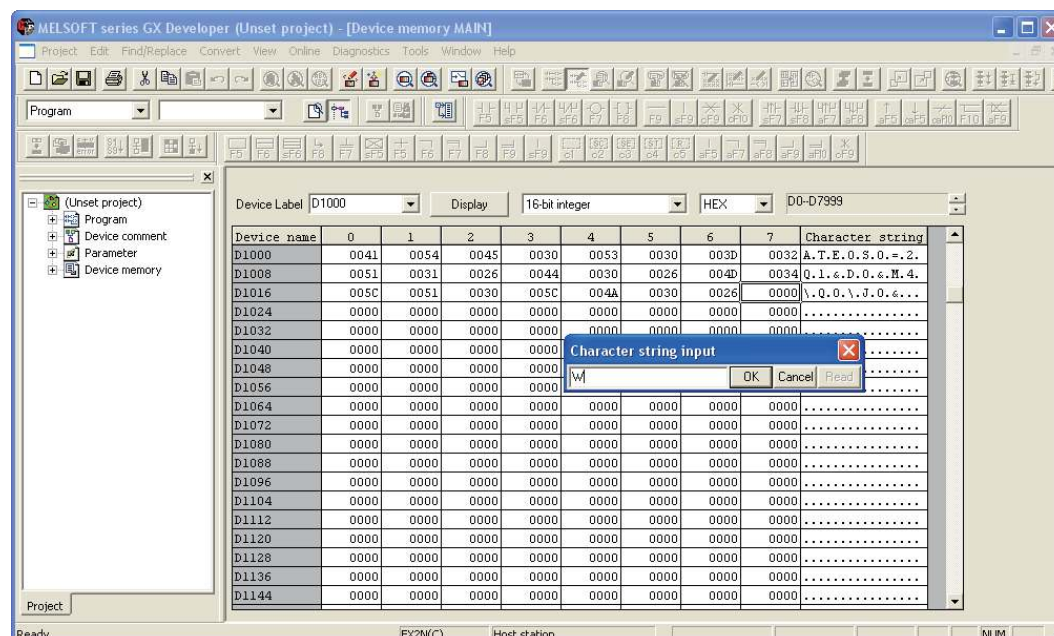 MELSOFT series GX Developer (Unset project) - [Device memory MAIN]
Project Edit Find/Replace Convert View Online Diagnostics Tools Window Help
Program
Device Label D1000 Display 16-bit integer HEX D0--D7999
(Unset project)
Program
Device comment
Parameter
Device memory
Project
Device name 0 1 2 3 4 5 6 7 Character string
D1000 0041 0054 0045 0030 0053 0030 003D 0032 A.T.E.0.S.0.=.2.
D1008 0051 0031 0026 0044 0030 0026 004D 0034 Q.1.&.D.0.&.M.4.
D1016 005C 0051 0030 005C 004A 0030 0026 0000 \.Q.0.\.J.0.&...
D1024 0000 0000 0000 0000 0000 0000 0000 0000 ................
D1032 0000 0000 0000 0000 0000 0000 0000 0000
D1040 0000 0000 0000 0000
D1048 0000 0000 0000 0000
D1056 0000 0000 0000 0000
Character string input
W
OK Cancel Read
D1064 0000 0000 0000 0000 0000 0000 0000 0000 ................
D1072 0000 0000 0000 0000 0000 0000 0000 0000 ................
D1080 0000 0000 0000 0000 0000 0000 0000 0000 ................
D1088 0000 0000 0000 0000 0000 0000 0000 0000 ................
D1096 0000 0000 0000 0000 0000 0000 0000 0000 ................
D1104 0000 0000 0000 0000 0000 0000 0000 0000 ................
D1112 0000 0000 0000 0000 0000 0000 0000 0000 ................
D1120 0000 0000 0000 0000 0000 0000 0000 0000 ................
D1128 0000 0000 0000 0000 0000 0000 0000 0000 ................
D1136 0000 0000 0000 0000 0000 0000 0000 0000 ................
D1144 0000 0000 0000 0000 0000 0000 0000 0000 ................
Ready FX2N(C) Host station NUM